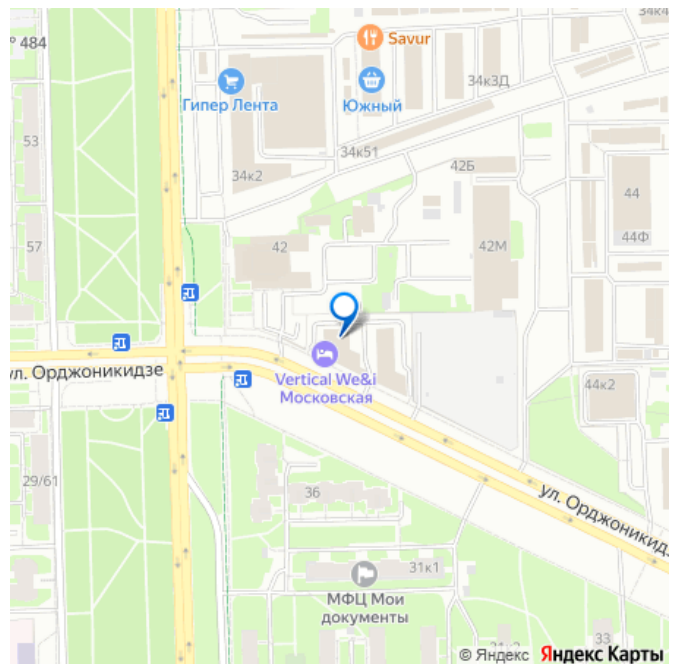 34к4
° 484
Savur
Гипер Лента
Южный
34к3Д
53
34к51
42Б
34к2
44
57
42
42М
44Ф
ул. Орджоникидзе
Vertical We&i
Московская
44к2
29/61
36
ул. Орджоникидз
31к1
МФЦ Мои
документы
33
© Яндекс Яндекс Карты